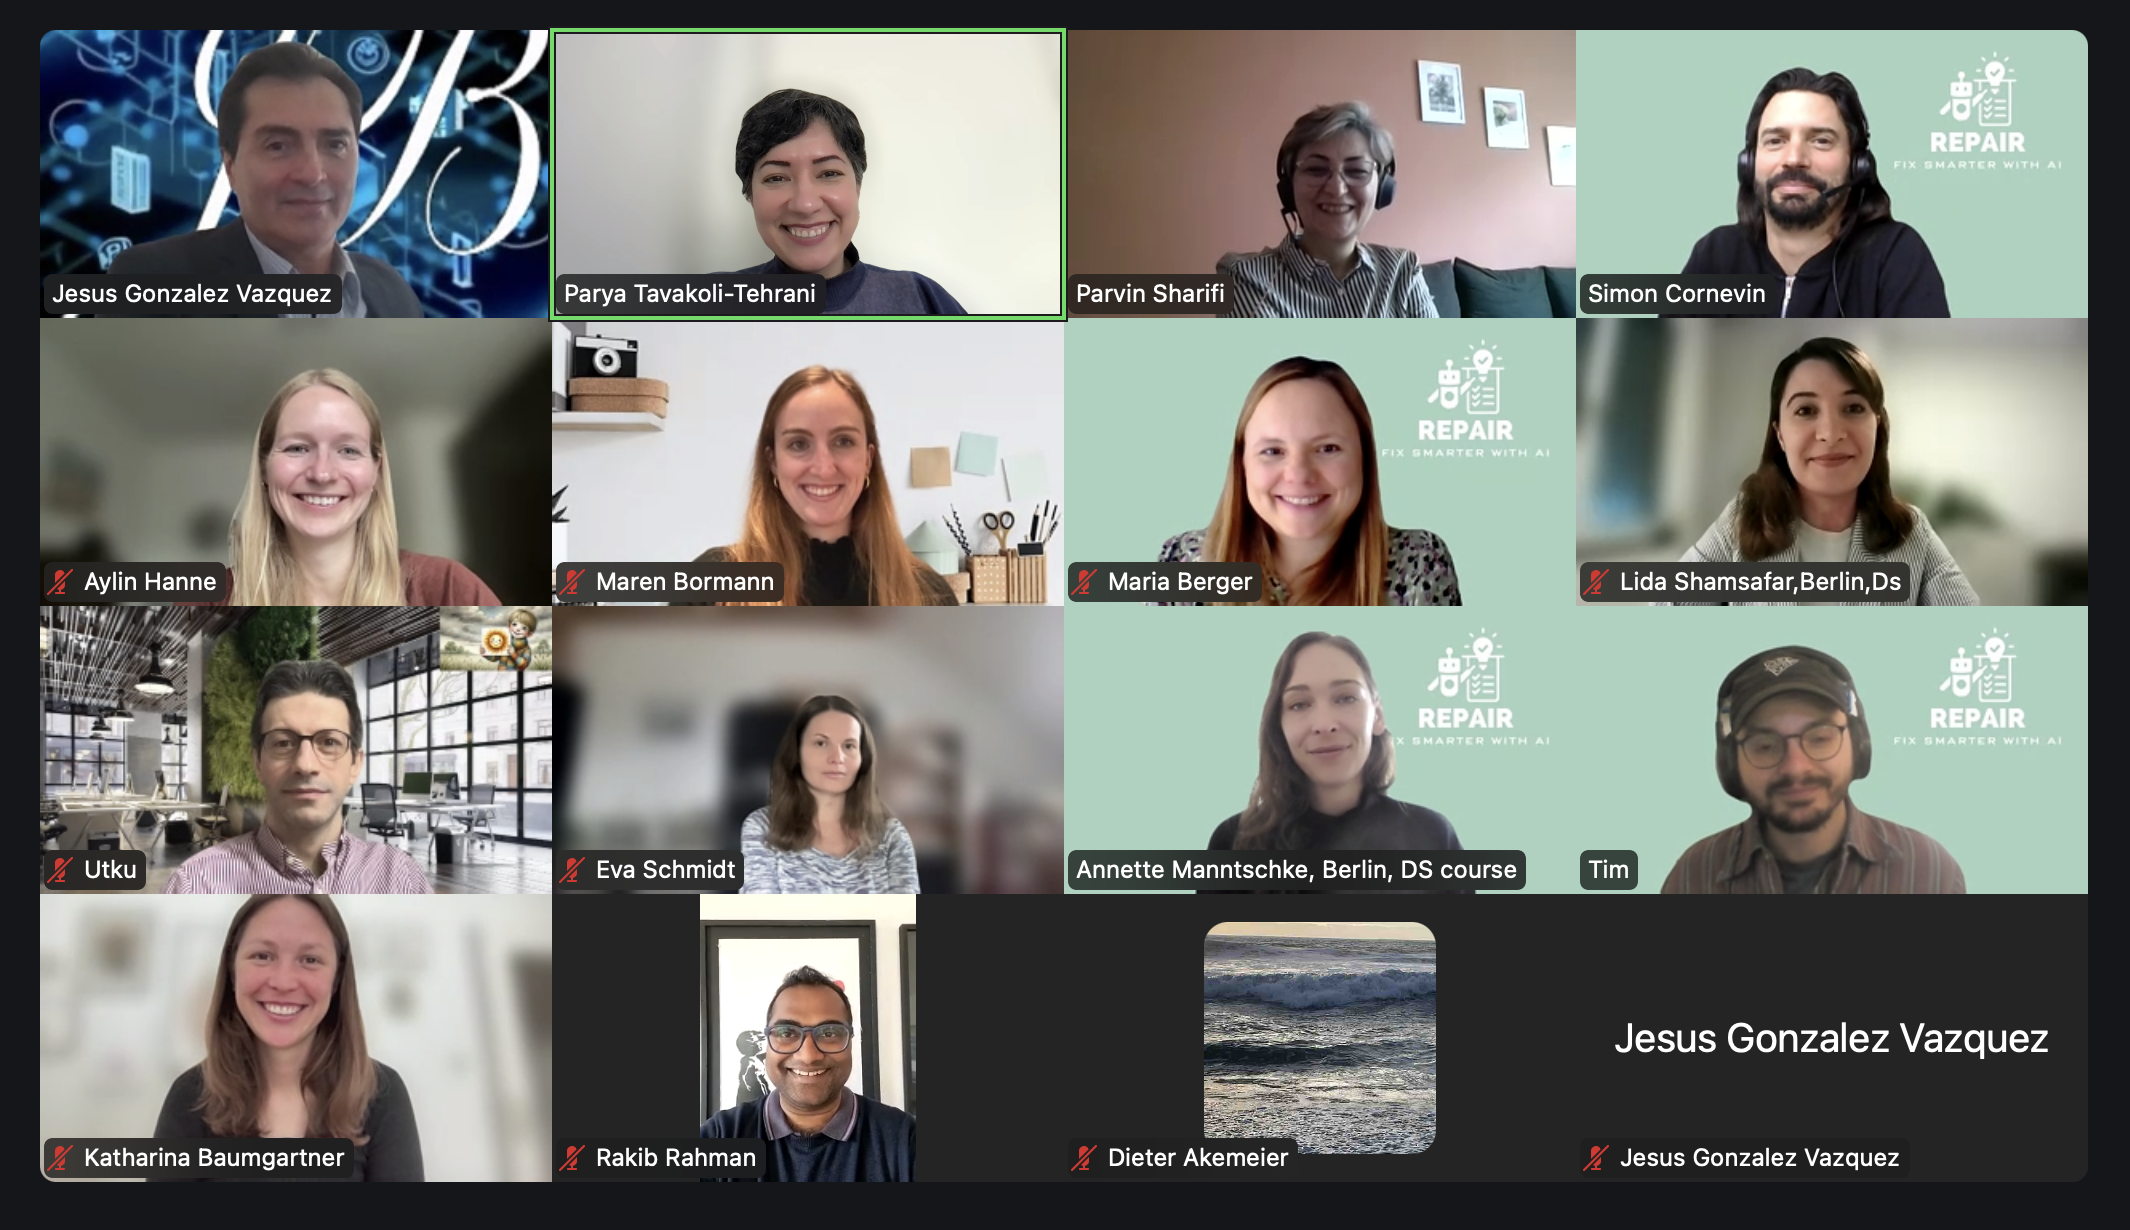 B
Jesus Gonzalez Vazquez
Parya Tavakoli-Tehrani
Parvin Sharifi
REPAIR
FIX SMARTER WITH AI
Simon Cornevin
Aylin Hanne
Maren Bormann
REPAIR
FIX SMARTER WITH AI
Maria Berger
Lida Shamsafar,Berlin,Ds
Utku
Eva Schmidt
REPAIR
X SMARTER WITH AI
Annette Manntschke, Berlin, DS course
REPAIR
FIX SMARTER WITH AI
Tim
Katharina Baumgartner
Rakib Rahman
Dieter Akemeier
Jesus Gonzalez Vazquez
Jesus Gonzalez Vazquez